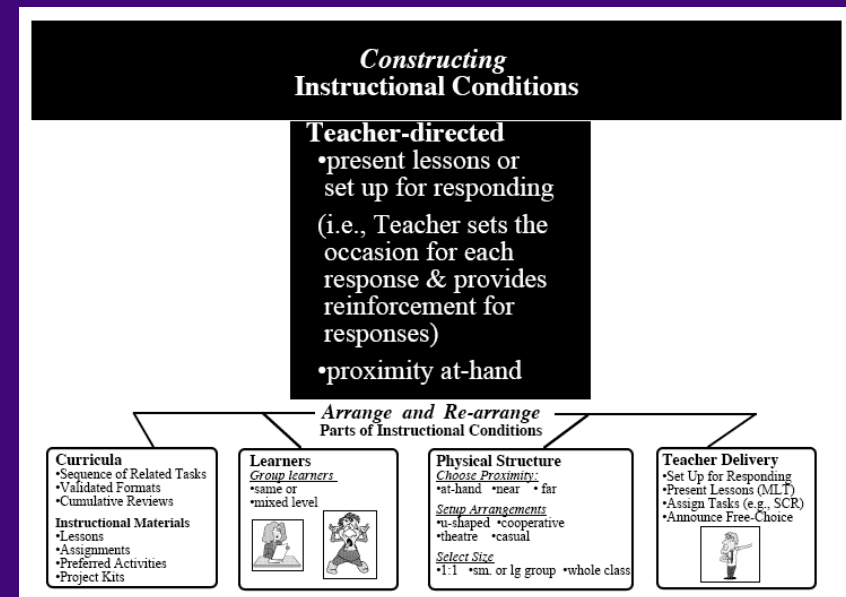 Constructing
Instructional Conditions
Teacher-directed
•present lessons or
set up for responding
(i.e., Teacher sets the
occasion for each
response & provides
reinforcement for
responses)
•proximity at-hand
Arrange and Re-arrange
Parts of Instructional Conditions
Curricula
•Sequence of Related Tasks
•Validated Formats
•Cumulative Reviews
Instructional Materials
•Lessons
•Assignments
•Preferred Activities
•Project Kits
Learners
Group learners
•same or
•mixed level
Physical Structure
Choose Proximity:
•at-hand •near • far
Setup Arrangements
•u-shaped •cooperative
•theatre •casual
Select Size
•1:1 •sm. or lg group •whole class
Teacher Delivery
•Set Up for Responding
•Present Lessons (MLT)
•Assign Tasks (e.g., SCR)
•Announce Free-Choice